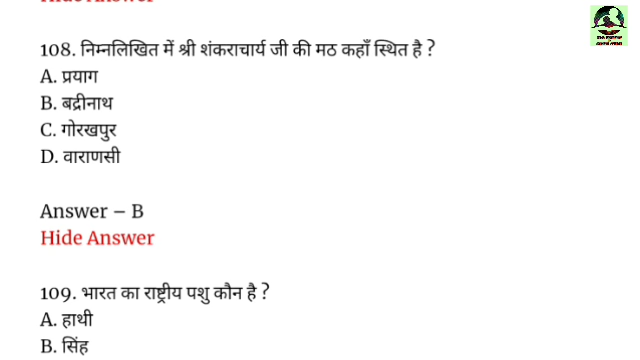 108. निम्नलिखित में श्री शंकराचार्य जी की मठ कहाँ स्थित है ?
A. प्रयाग
B. बद्रीनाथ
C. गोरखपुर
D. वाराणसी
Answer – B
Hide Answer
109. भारत का राष्ट्रीय पशु कौन है ?
A. हाथी
B. सिंह